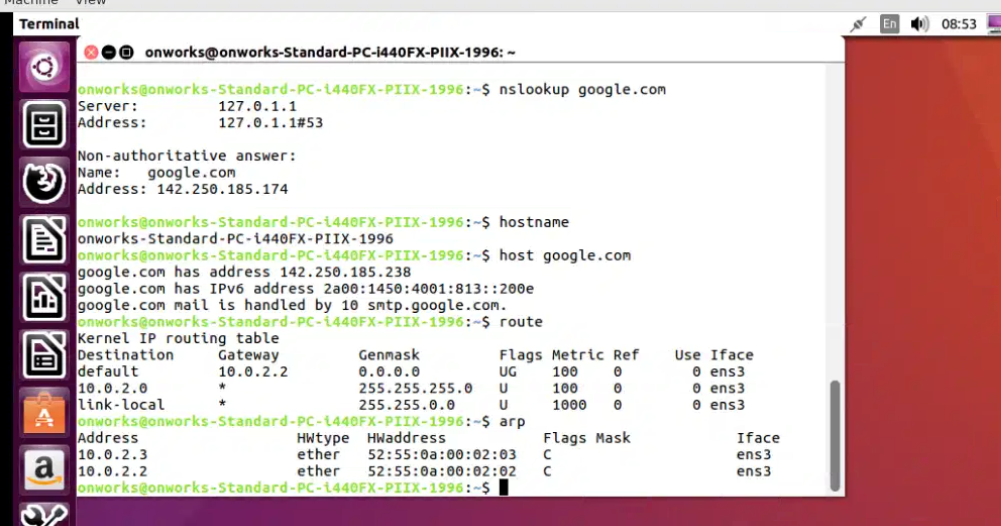 Machine View
Terminal
En
08:53
onworks@onworks-Standard-PC-i440FX-PIIX-1996: ~
onworks@onworks-Standard-PC-i440FX-PIIX-1996:~$ nslookup google.com
Server: 127.0.1.1
Address: 127.0.1.1#53
Non-authoritative answer:
Name: google.com
Address: 142.250.185.174
onworks@onworks-Standard-PC-i440FX-PIIX-1996:~$ hostname
onworks-Standard-PC-i440FX-PIIX-1996
onworks@onworks-Standard-PC-i440FX-PIIX-1996:~$ host google.com
google.com has address 142.250.185.238
google.com has IPv6 address 2a00:1450:4001:813::200e
google.com mail is handled by 10 smtp.google.com.
onworks@onworks-Standard-PC-i440FX-PIIX-1996:~$ route
Kernel IP routing table
Destination Gateway Genmask Flags Metric Ref Use Iface
default 10.0.2.2 0.0.0.0 UG 100 0 0 ens3
10.0.2.0 * 255.255.255.0 U 100 0 0 ens3
link-local * 255.255.0.0 U 1000 0 0 ens3
onworks@onworks-Standard-PC-i440FX-PIIX-1996:~$ arp
Address HWtype HWaddress Flags Mask Iface
10.0.2.3 ether 52:55:0a:00:02:03 C ens3
10.0.2.2 ether 52:55:0a:00:02:02 C ens3
onworks@onworks-Standard-PC-i440FX-PIIX-1996:~$